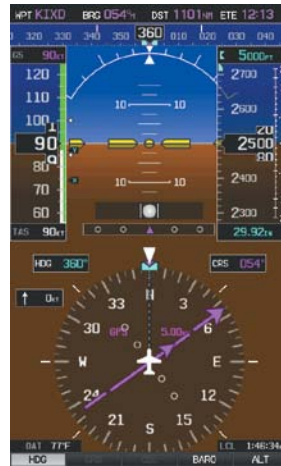 WPT KIXD BRG 054°M DST 1101NM ETE 12:13
320 330 340 350 360 010 020 030 040
GS 90KT
5000FT
120
110
100
90
80
70
60
TAS 90KT
10 10
10 10
2700
2600
20
2500
80
2400
2300
29.92IN
HDG 360°
CRS 054°
0KT
N 3 6 E 12 15 S 21 24 W 30 33
GPS 5.00NM
OAT 77°F
LCL 1:46:34
HDG BARO ALT